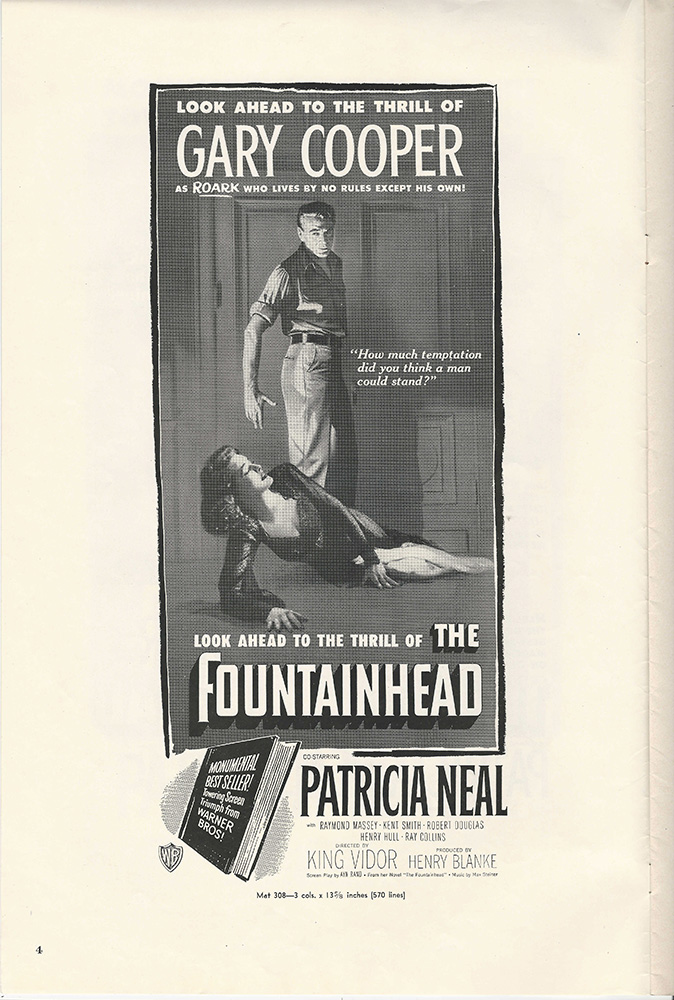 LOOK AHEAD TO THE THRILL OF
GARY COOPER
AS ROARK WHO LIVES BY NO RULES EXCEPT HIS OWN!
“How much temptation
did you think a man
could stand?”
LOOK AHEAD TO THE THRILL OF THE
FOUNTAINHEAD
MONUMENTAL
BEST SELLER!
Towering Screen
Triumph from
WARNER
BROS!
WB
CO-STARRING
PATRICIA NEAL
with RAYMOND MASSEY · KENT SMITH · ROBERT DOUGLAS
HENRY HULL · RAY COLLINS
DIRECTED BY
KING VIDOR
PRODUCED BY
HENRY BLANKE
Screen Play by AYN RAND • From her Novel "The Fountainhead" • Music by Max Steiner
Mat 308—3 cols. x 13⅝ inches (570 lines)
4